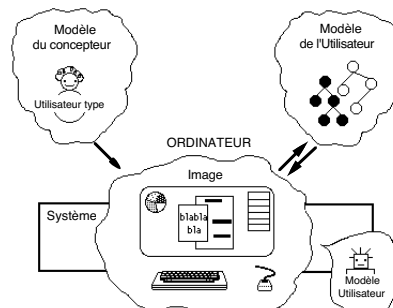 Modèle
du concepteur
Utilisateur type
Modèle
de l'Utilisateur
ORDINATEUR
Image
Système
blabla
bla
Modèle
Utilisateur